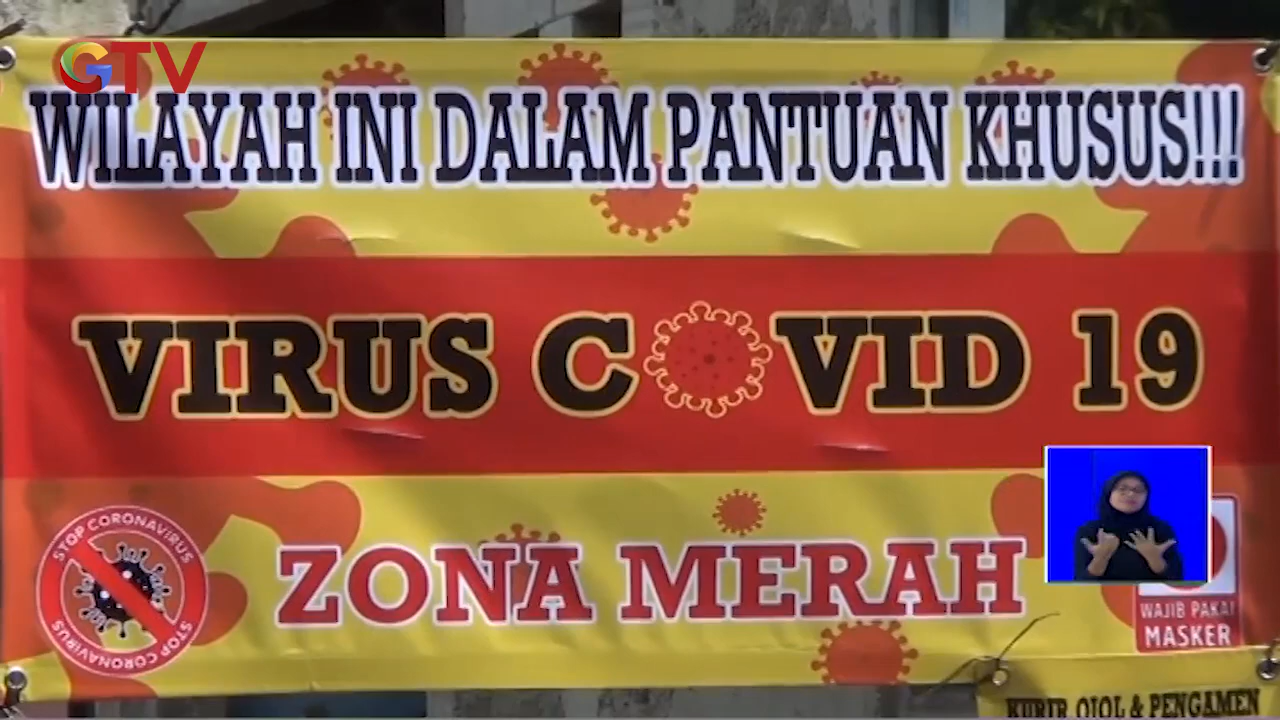 GTV
WILAYAH INI DALAM PANTUAN KHUSUS!!!
VIRUS COVID 19
ZONA MERAH
STOP CORONAVIRUS
STOP CORONAVIRUS
WAJIB PAKAI
MASKER
KURIR OJOL & PENGAMEN